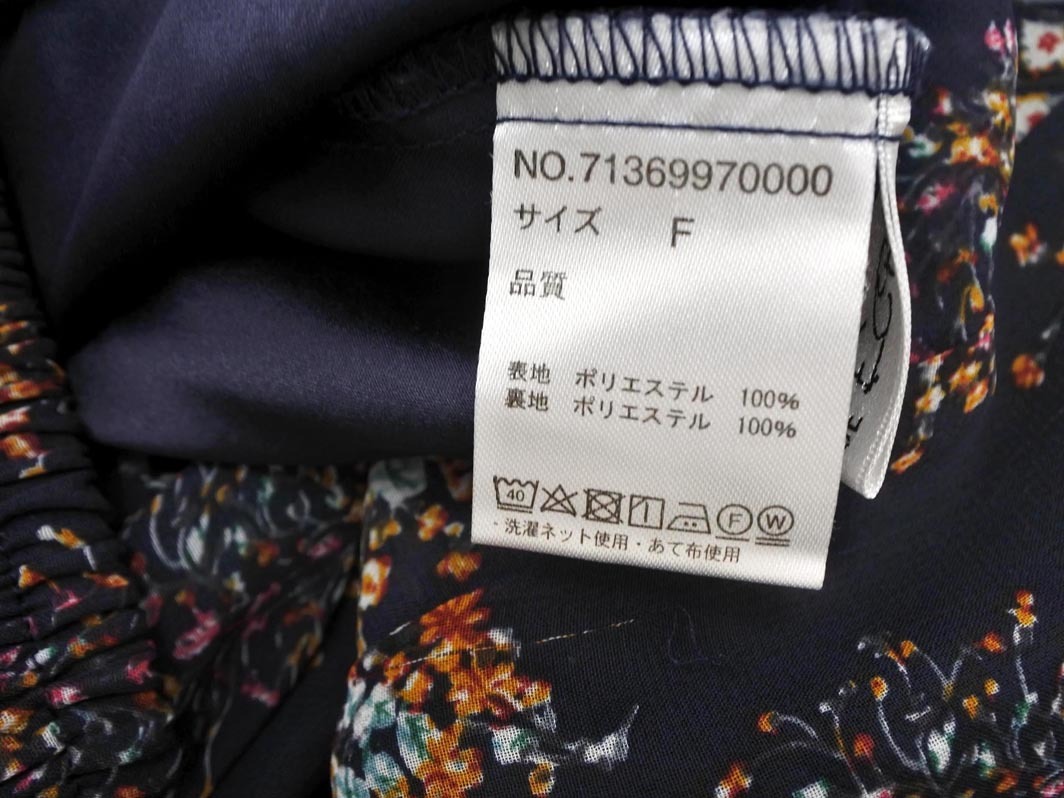 NO.71369970000
サイズ F
品質
表地 ポリエステル 100%
裏地 ポリエステル 100%
40 F W
・洗濯ネット使用・あて布使用